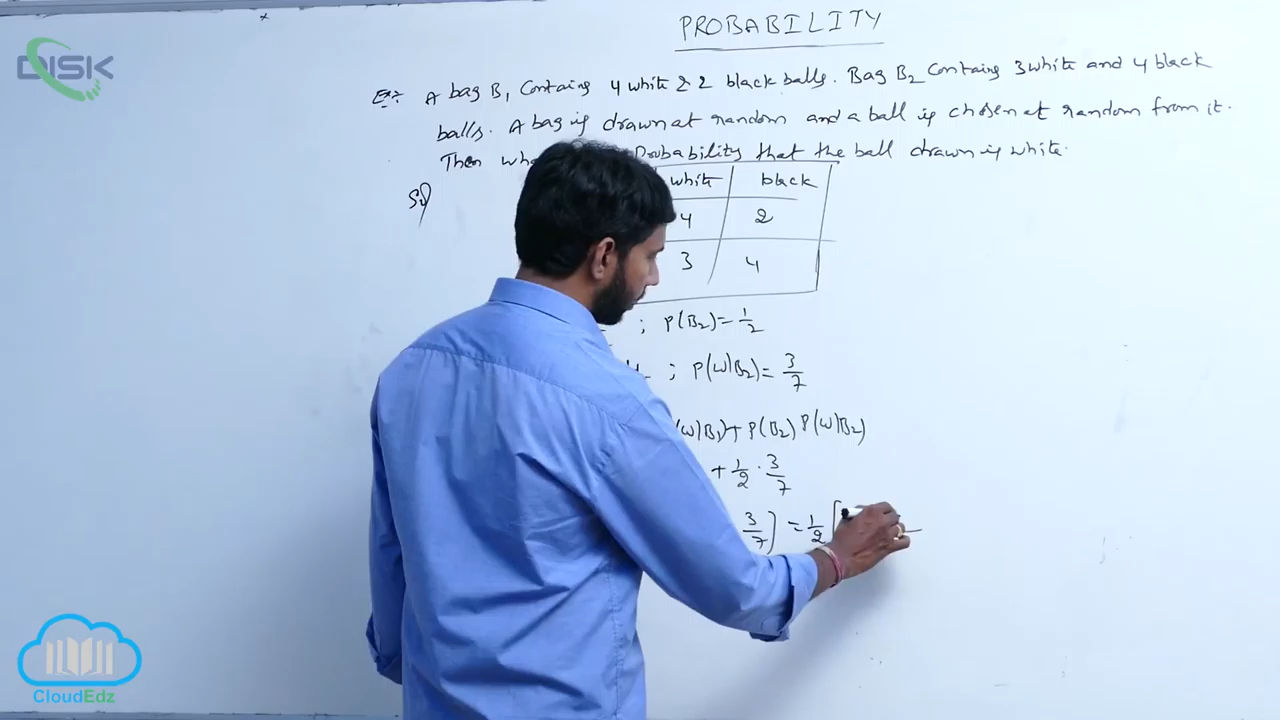 PROBABILITY
DISK
Ex:- A bag B₁ Contains 4 white & 2 black balls. Bag B₂ Contains 3 white and 4 black
balls. A bag is drawn at random and a ball is chosen at random from it.
Then Probability that the ball drawn is white.
Sol
white black
4 2
3 4
; P(B₂) = 1/2
; P(W|B₂) = 3/7
(W|B₁) + P(B₂) P(W|B₂)
+ 1/2 · 3/7
3/7] = 1/2 [
CloudEdz